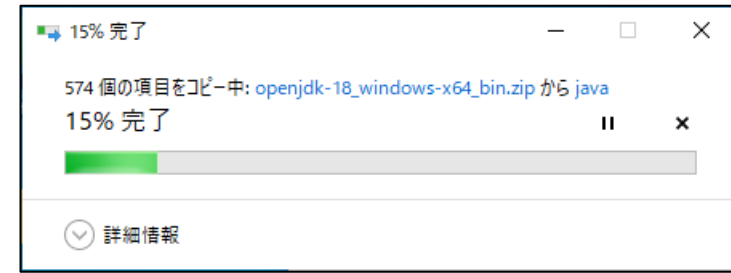 15% 完了
574 個の項目をコピー中: openjdk-18_windows-x64_bin.zip から java
15% 完了
詳細情報